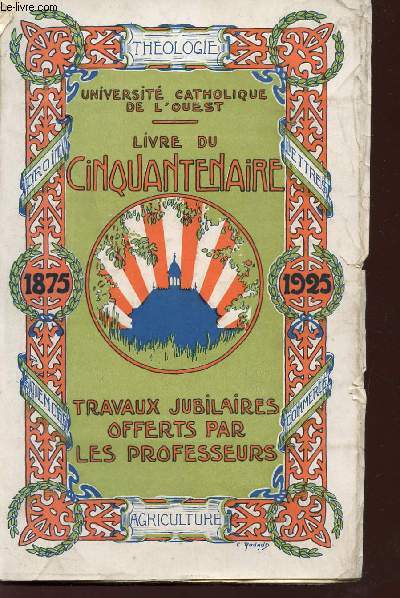 Le-livre.com
THÉOLOGIE
UNIVERSITÉ CATHOLIQUE
DE L'OUEST
LIVRE DU
CINQUANTENAIRE
DROIT
LETTRES
1875
1925
SCIENCES
COMMERCE
TRAVAUX JUBILAIRES
OFFERTS PAR
LES PROFESSEURS
AGRICULTURE